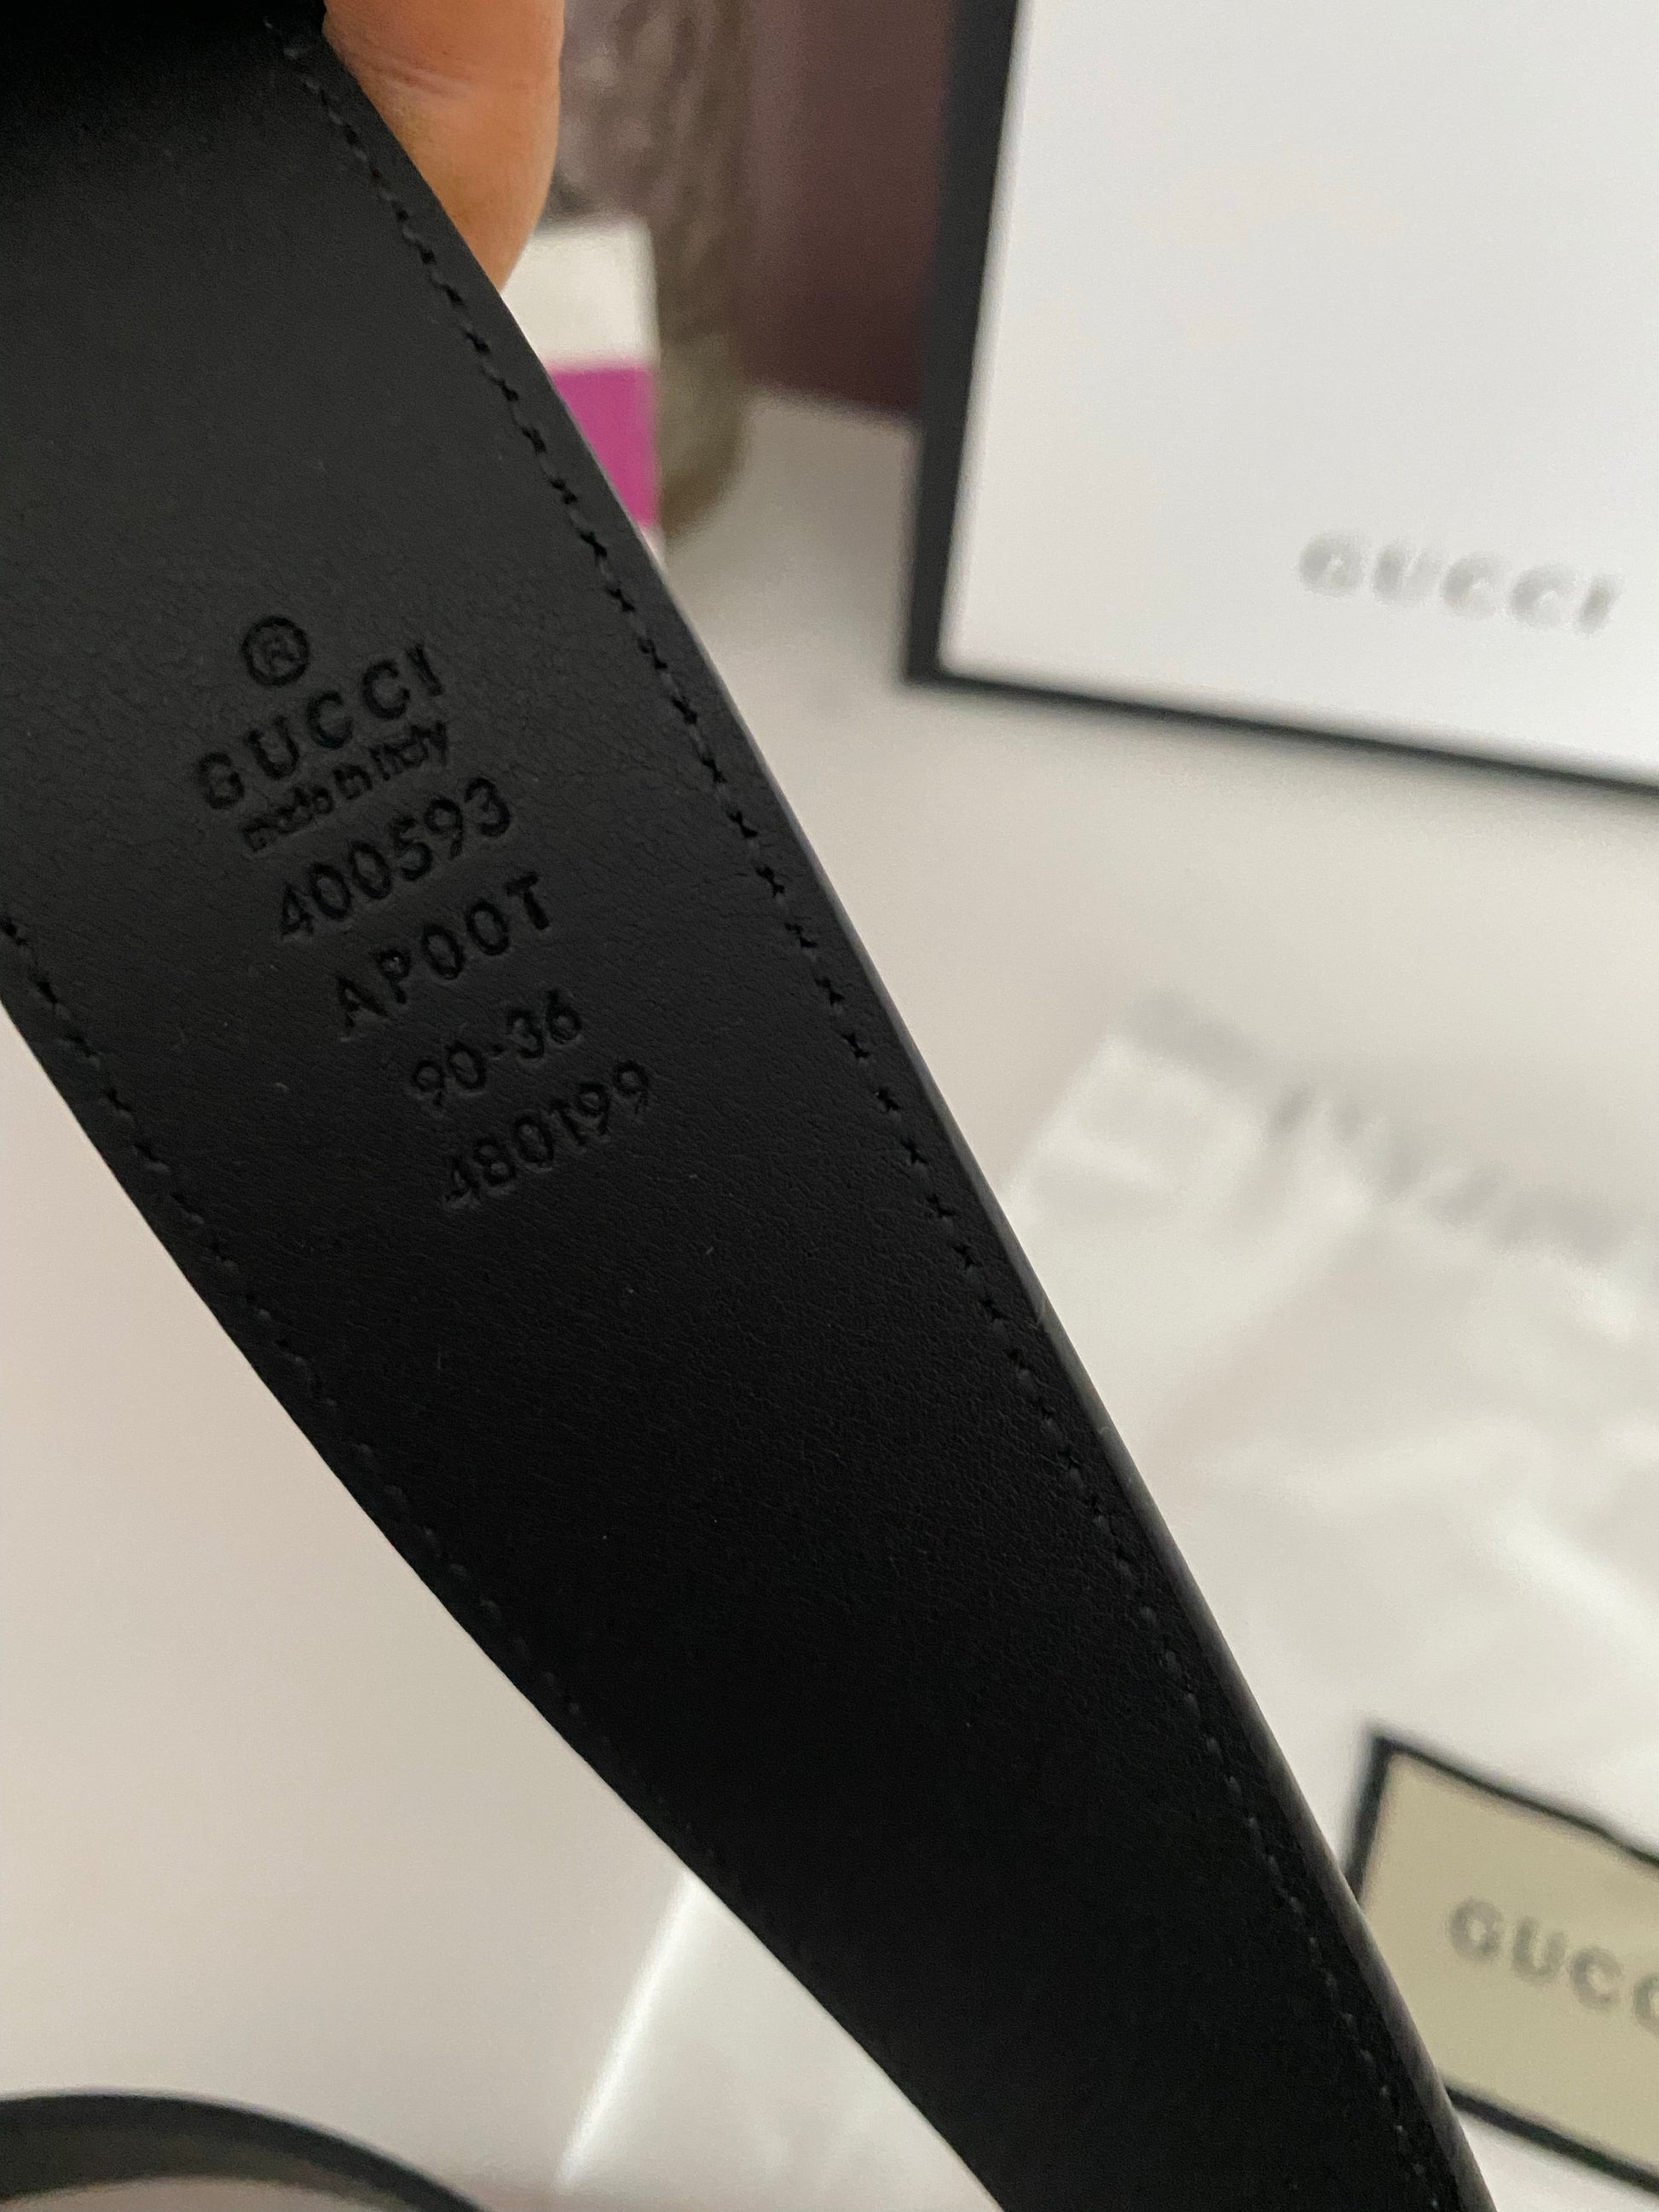 ®
GUCCI
made in italy
400593
AP00T
90-36
480199
GUCCI
GUCC